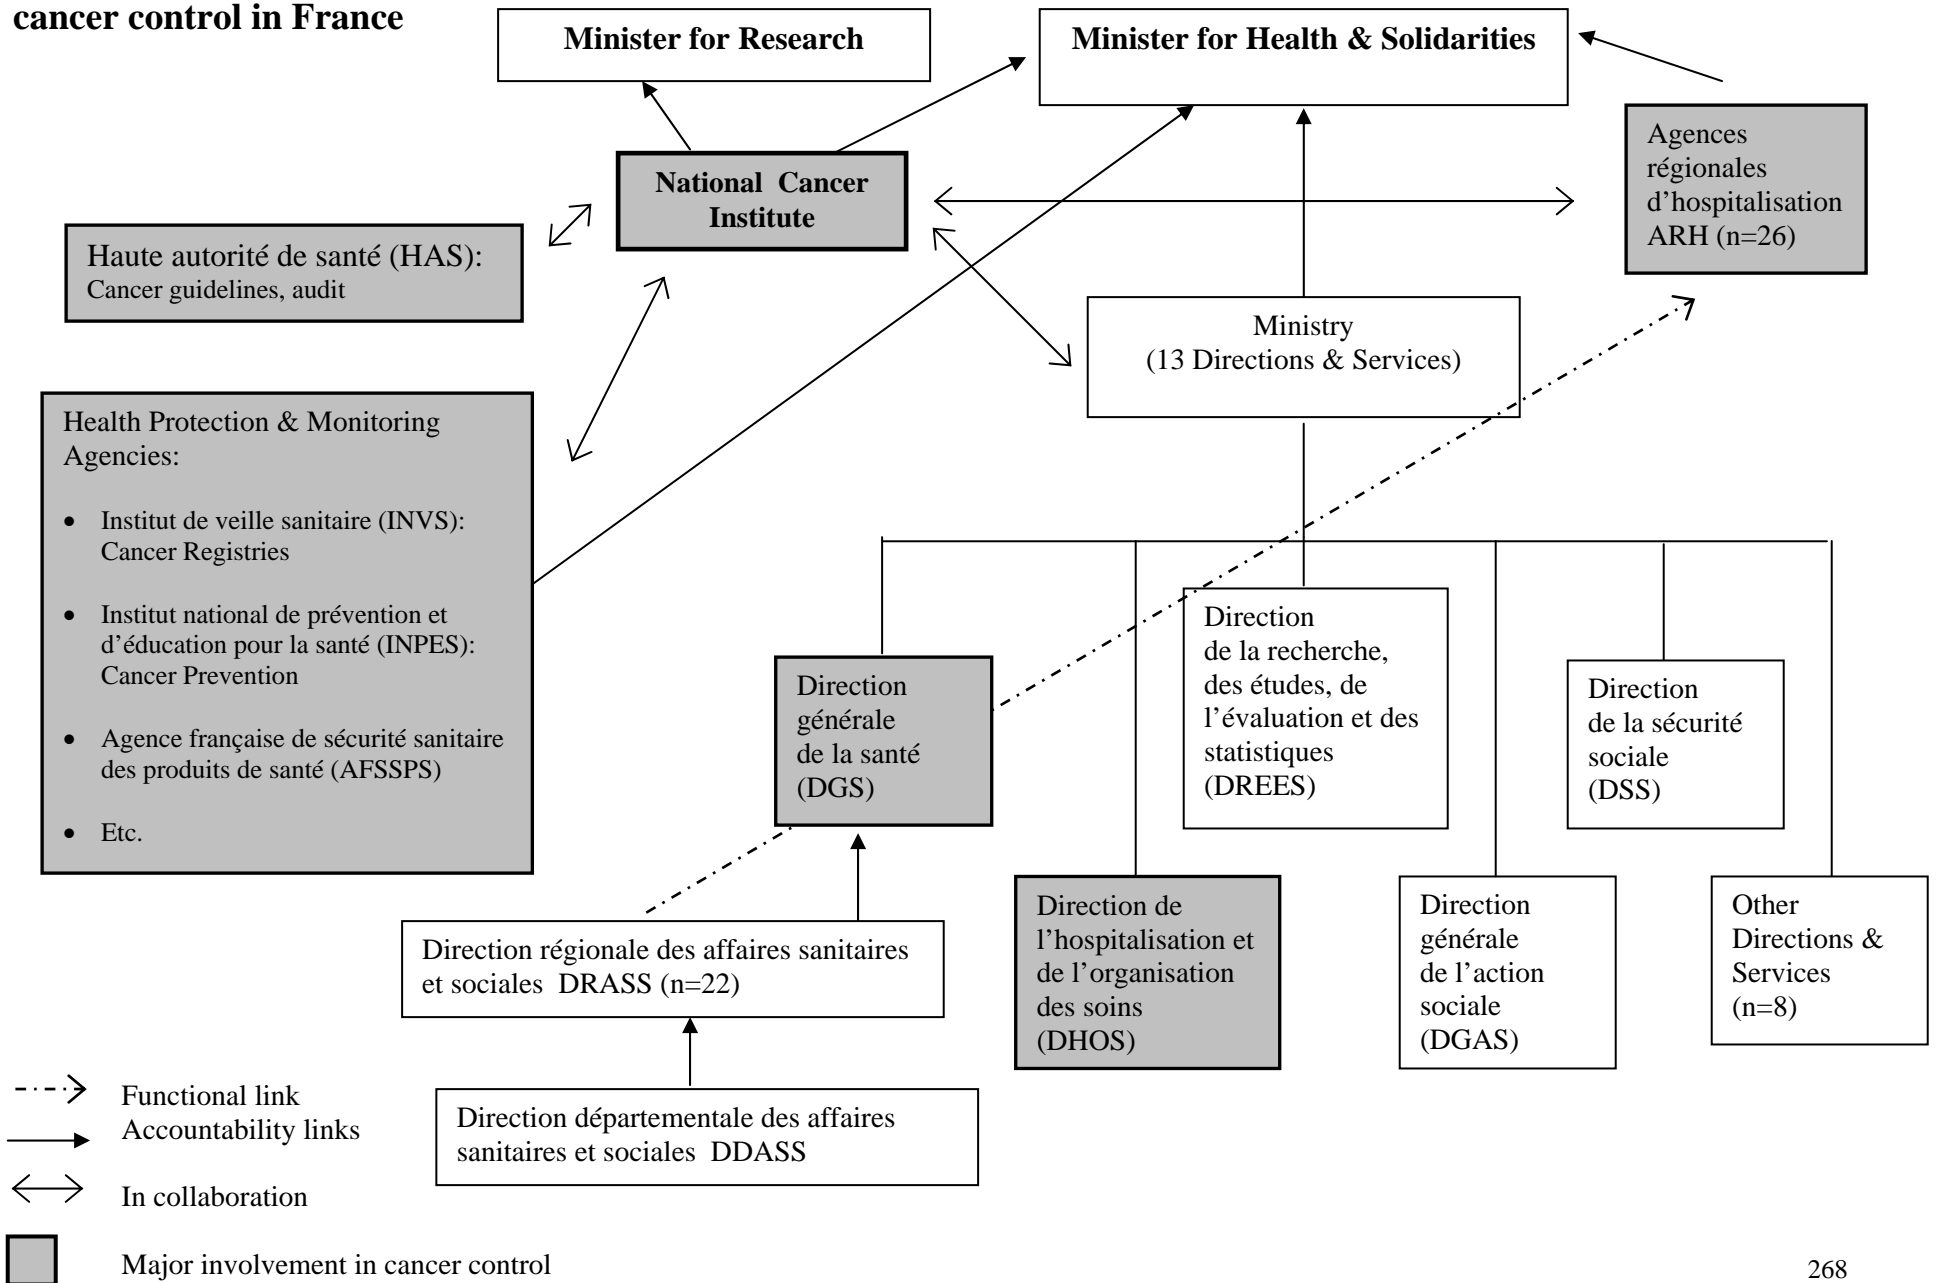 cancer control in France
Minister for Research
Minister for Health & Solidarities
Agences
régionales
d’hospitalisation
ARH (n=26)
National Cancer
Institute
Haute autorité de santé (HAS):
Cancer guidelines, audit
Ministry
(13 Directions & Services)
Health Protection & Monitoring
Agencies:
• Institut de veille sanitaire (INVS):
Cancer Registries
• Institut national de prévention et
d’éducation pour la santé (INPES):
Cancer Prevention
• Agence française de sécurité sanitaire
des produits de santé (AFSSPS)
• Etc.
Direction
générale
de la santé
(DGS)
Direction
de la recherche,
des études, de
l’évaluation et des
statistiques
(DREES)
Direction
de la sécurité
sociale
(DSS)
Direction régionale des affaires sanitaires
et sociales DRASS (n=22)
Direction de
l’hospitalisation et
de l’organisation
des soins
(DHOS)
Direction
générale
de l’action
sociale
(DGAS)
Other
Directions &
Services
(n=8)
Direction départementale des affaires
sanitaires et sociales DDASS
Functional link
Accountability links
In collaboration
Major involvement in cancer control
268